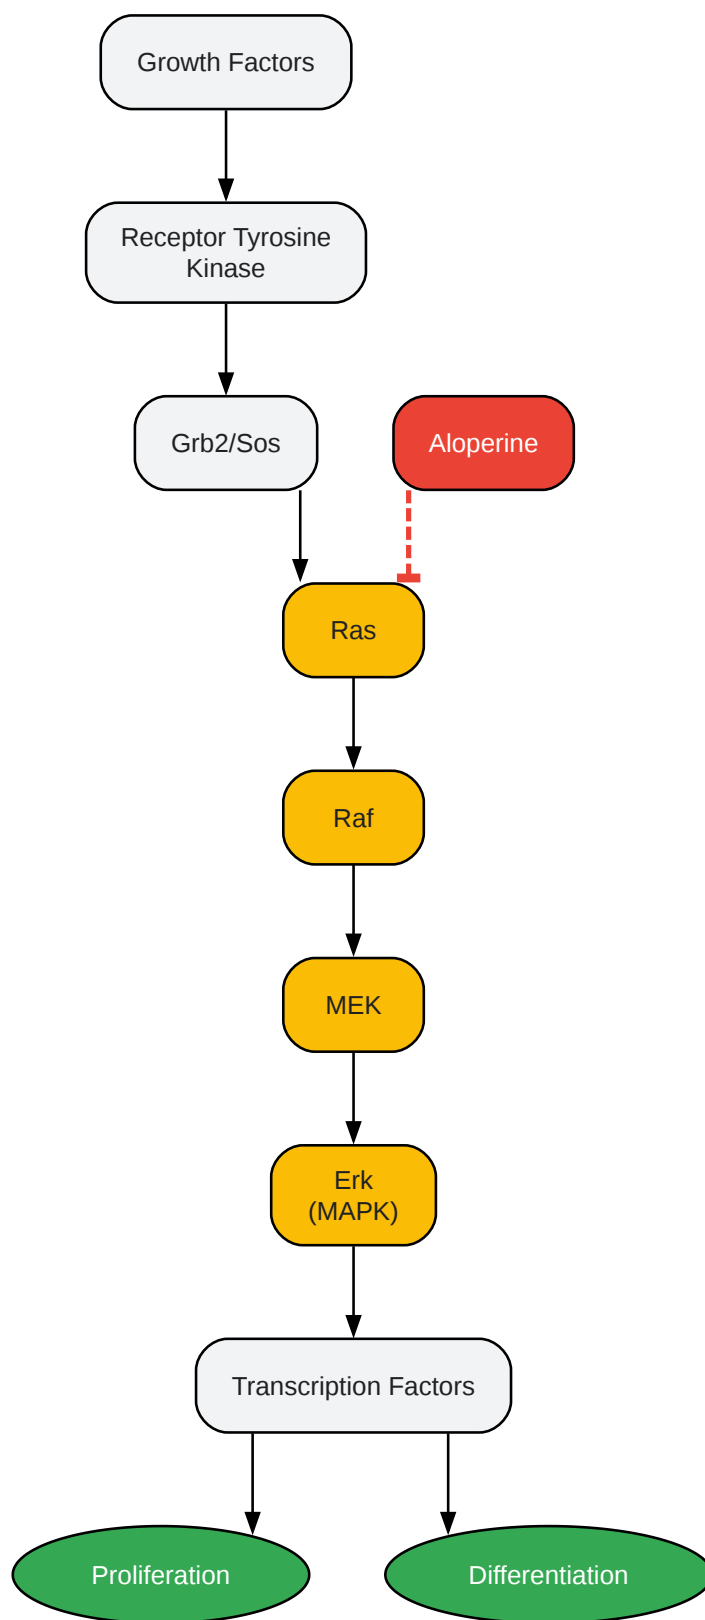 Growth Factors
Receptor Tyrosine
Kinase
Grb2/Sos
Aloperine
Ras
Raf
MEK
Erk
(MAPK)
Transcription Factors
Proliferation
Differentiation